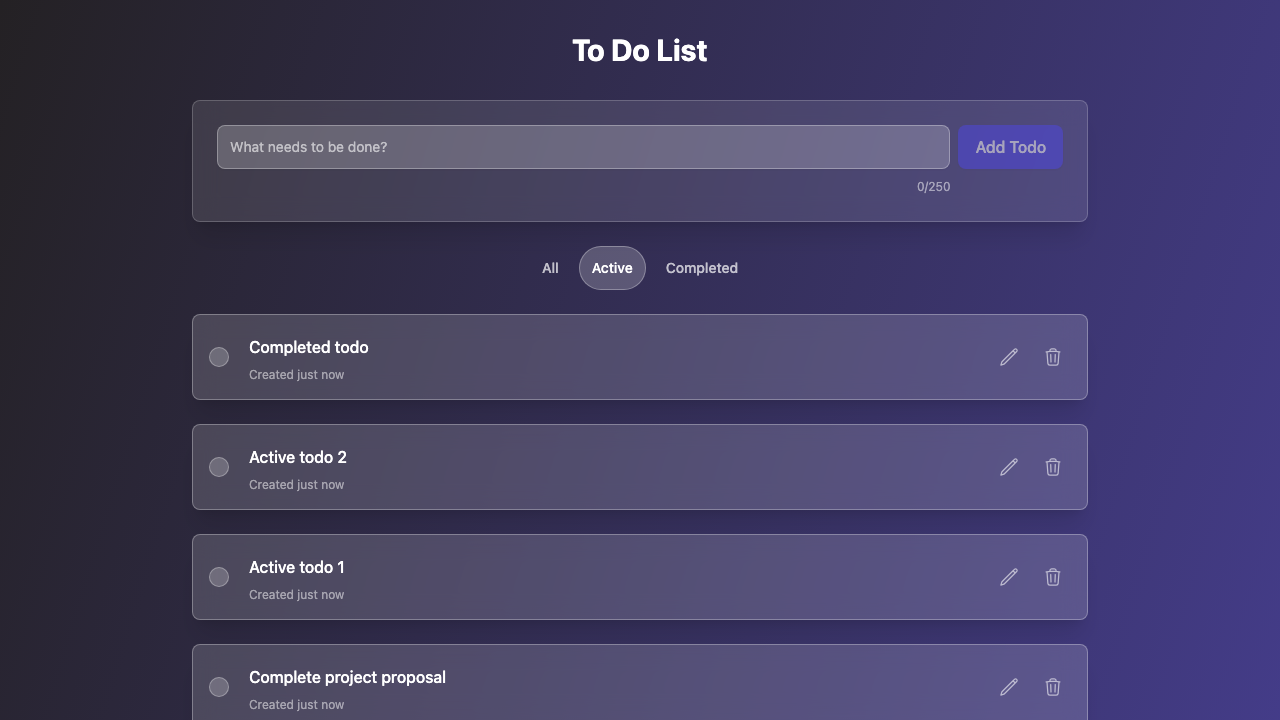 To Do List
What needs to be done?
Add Todo
0/250
All
Active
Completed
Completed todo
Created just now
Active todo 2
Created just now
Active todo 1
Created just now
Complete project proposal
Created just now